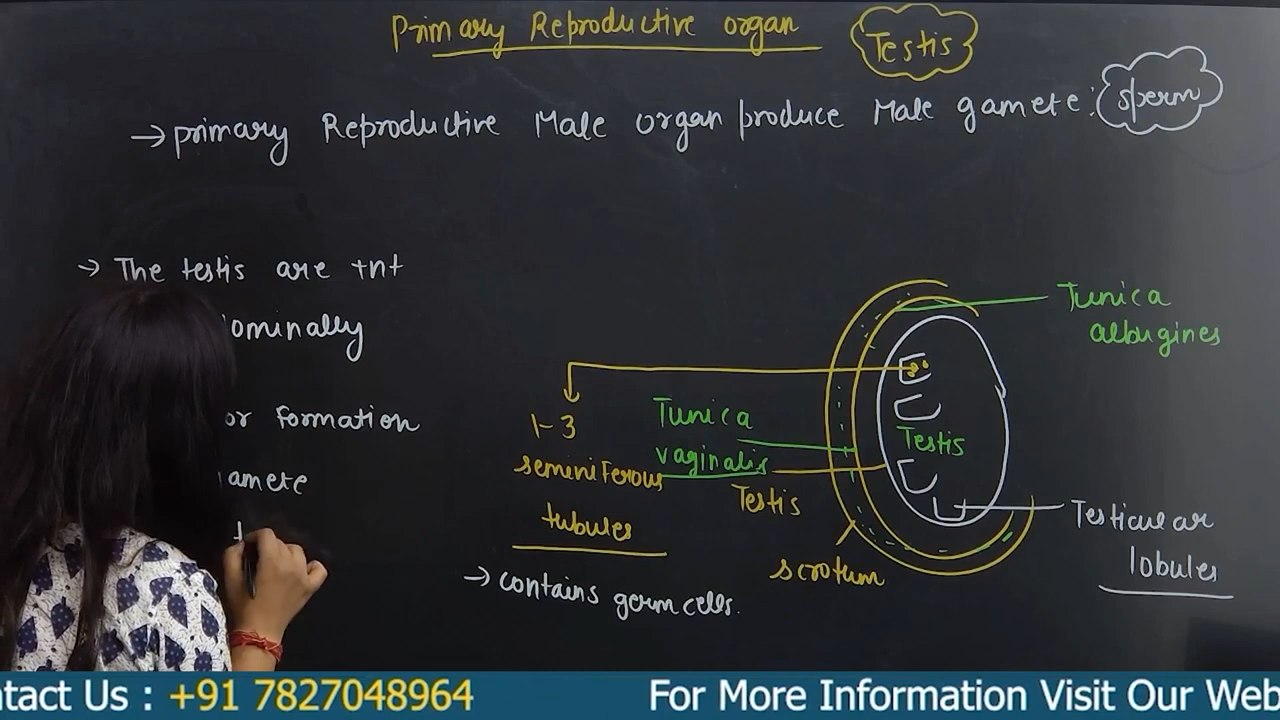 Primary Reproductive organ
Testis
→ primary Reproductive Male organ produce Male gamete:
sperm
→ The testis are tnt
ominally
or formation
amete
t
1-3
seminiferous
tubules
→ contains germ cells.
Tunica
vaginalis
Testis
scrotum
Testis
Tunica
albugines
Testicular
lobules
ntact Us : +91 7827048964
For More Information Visit Our Web